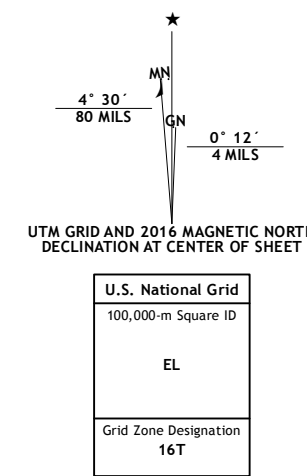 ★
MN
4° 30´
80 MILS
GN
0° 12´
4 MILS
UTM GRID AND 2016 MAGNETIC NORTH
DECLINATION AT CENTER OF SHEET
U.S. National Grid
100,000-m Square ID
EL
Grid Zone Designation
16T